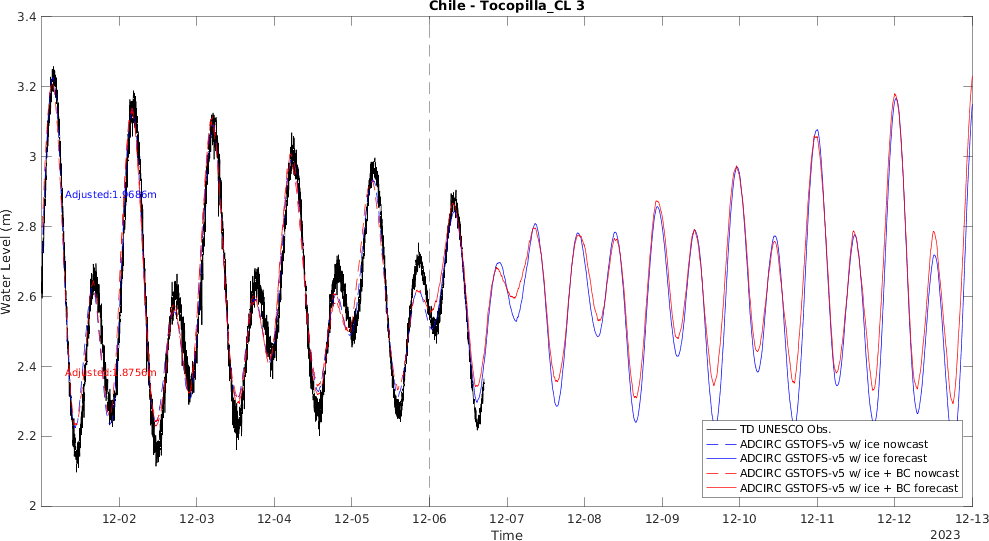 Chile - Tocopilla_CL 3
3.4
3.2
3
2.8
2.6
2.4
2.2
2
Water Level (m)
Adjusted:1.9686m
Adjusted:1.8756m
TD UNESCO Obs.
ADCIRC GSTOFS-v5 w/ ice nowcast
ADCIRC GSTOFS-v5 w/ ice forecast
ADCIRC GSTOFS-v5 w/ ice + BC nowcast
ADCIRC GSTOFS-v5 w/ ice + BC forecast
12-02 12-03 12-04 12-05 12-06 12-07 12-08 12-09 12-10 12-11 12-12 12-13
Time
2023